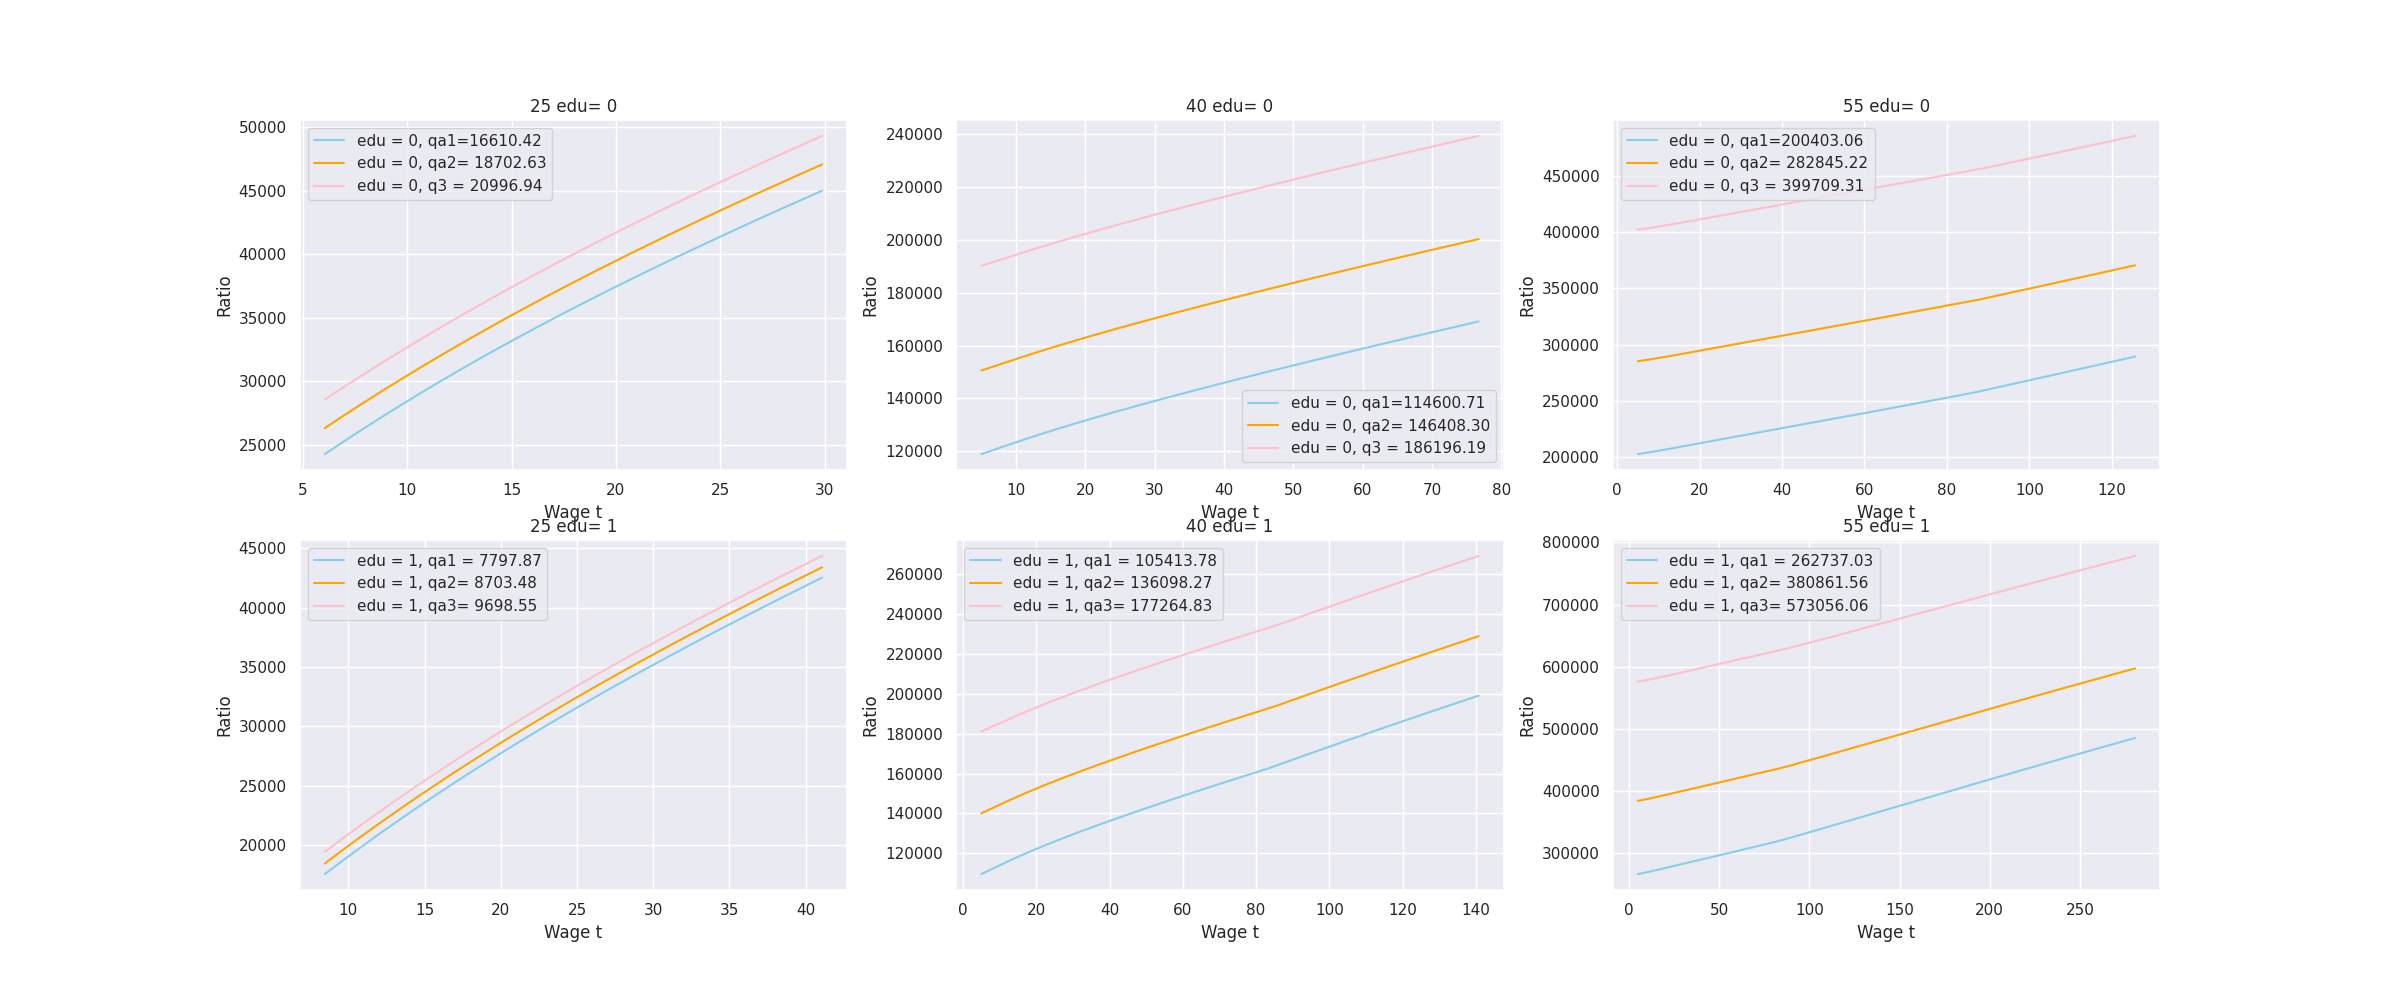 25 edu= 0
50000
45000
40000
35000
30000
25000
Ratio
edu = 0, qa1=16610.42
edu = 0, qa2= 18702.63
edu = 0, q3 = 20996.94
5 10 15 20 25 30
Wage t
40 edu= 0
240000
220000
200000
180000
160000
140000
120000
Ratio
edu = 0, qa1=114600.71
edu = 0, qa2= 146408.30
edu = 0, q3 = 186196.19
10 20 30 40 50 60 70 80
Wage t
55 edu= 0
450000
400000
350000
300000
250000
200000
Ratio
edu = 0, qa1=200403.06
edu = 0, qa2= 282845.22
edu = 0, q3 = 399709.31
0 20 40 60 80 100 120
Wage t
25 edu= 1
45000
40000
35000
30000
25000
20000
Ratio
edu = 1, qa1 = 7797.87
edu = 1, qa2= 8703.48
edu = 1, qa3= 9698.55
10 15 20 25 30 35 40
Wage t
40 edu= 1
260000
240000
220000
200000
180000
160000
140000
120000
Ratio
edu = 1, qa1 = 105413.78
edu = 1, qa2= 136098.27
edu = 1, qa3= 177264.83
0 20 40 60 80 100 120 140
Wage t
55 edu= 1
800000
700000
600000
500000
400000
300000
Ratio
edu = 1, qa1 = 262737.03
edu = 1, qa2= 380861.56
edu = 1, qa3= 573056.06
0 50 100 150 200 250
Wage t